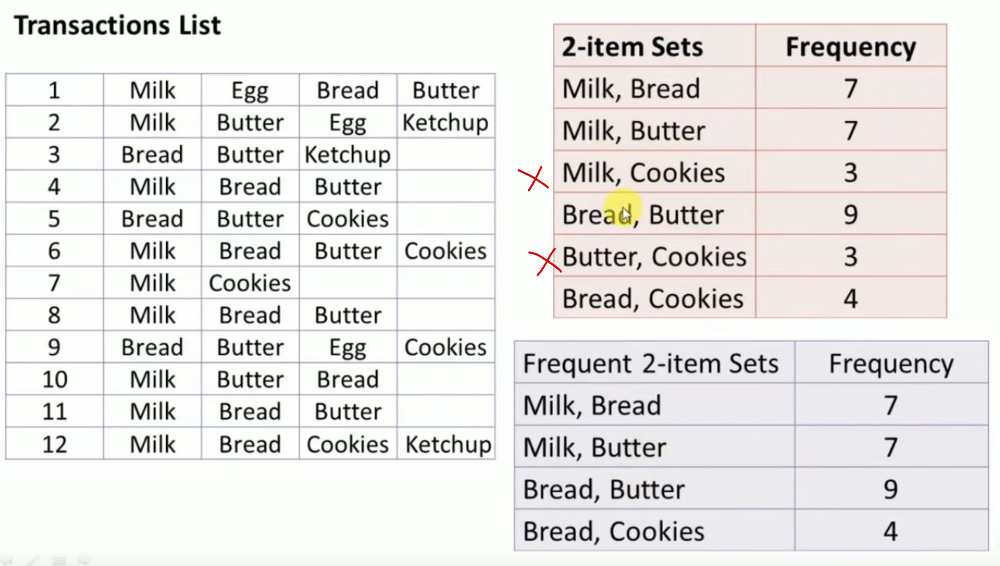 Transactions List
1 Milk Egg Bread Butter
2 Milk Butter Egg Ketchup
3 Bread Butter Ketchup
4 Milk Bread Butter
5 Bread Butter Cookies
6 Milk Bread Butter Cookies
7 Milk Cookies
8 Milk Bread Butter
9 Bread Butter Egg Cookies
10 Milk Butter Bread
11 Milk Bread Butter
12 Milk Bread Cookies Ketchup
2-item Sets Frequency
Milk, Bread 7
Milk, Butter 7
Milk, Cookies 3
Bread, Butter 9
Butter, Cookies 3
Bread, Cookies 4
Frequent 2-item Sets Frequency
Milk, Bread 7
Milk, Butter 7
Bread, Butter 9
Bread, Cookies 4